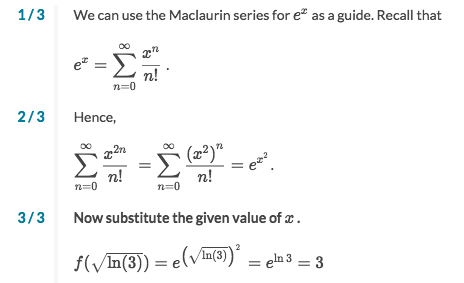 1/3 We can use the Maclaurin series for $e^x$ as a guide. Recall that
$e^x = \sum_{n=0}^{\infty} \frac{x^n}{n!}$ .
2/3 Hence,
$\sum_{n=0}^{\infty} \frac{x^{2n}}{n!} = \sum_{n=0}^{\infty} \frac{(x^2)^n}{n!} = e^{x^2}$ .
3/3 Now substitute the given value of $x$ .
$f(\sqrt{\ln(3)}) = e^{\left(\sqrt{\ln(3)}\right)^2} = e^{\ln 3} = 3$